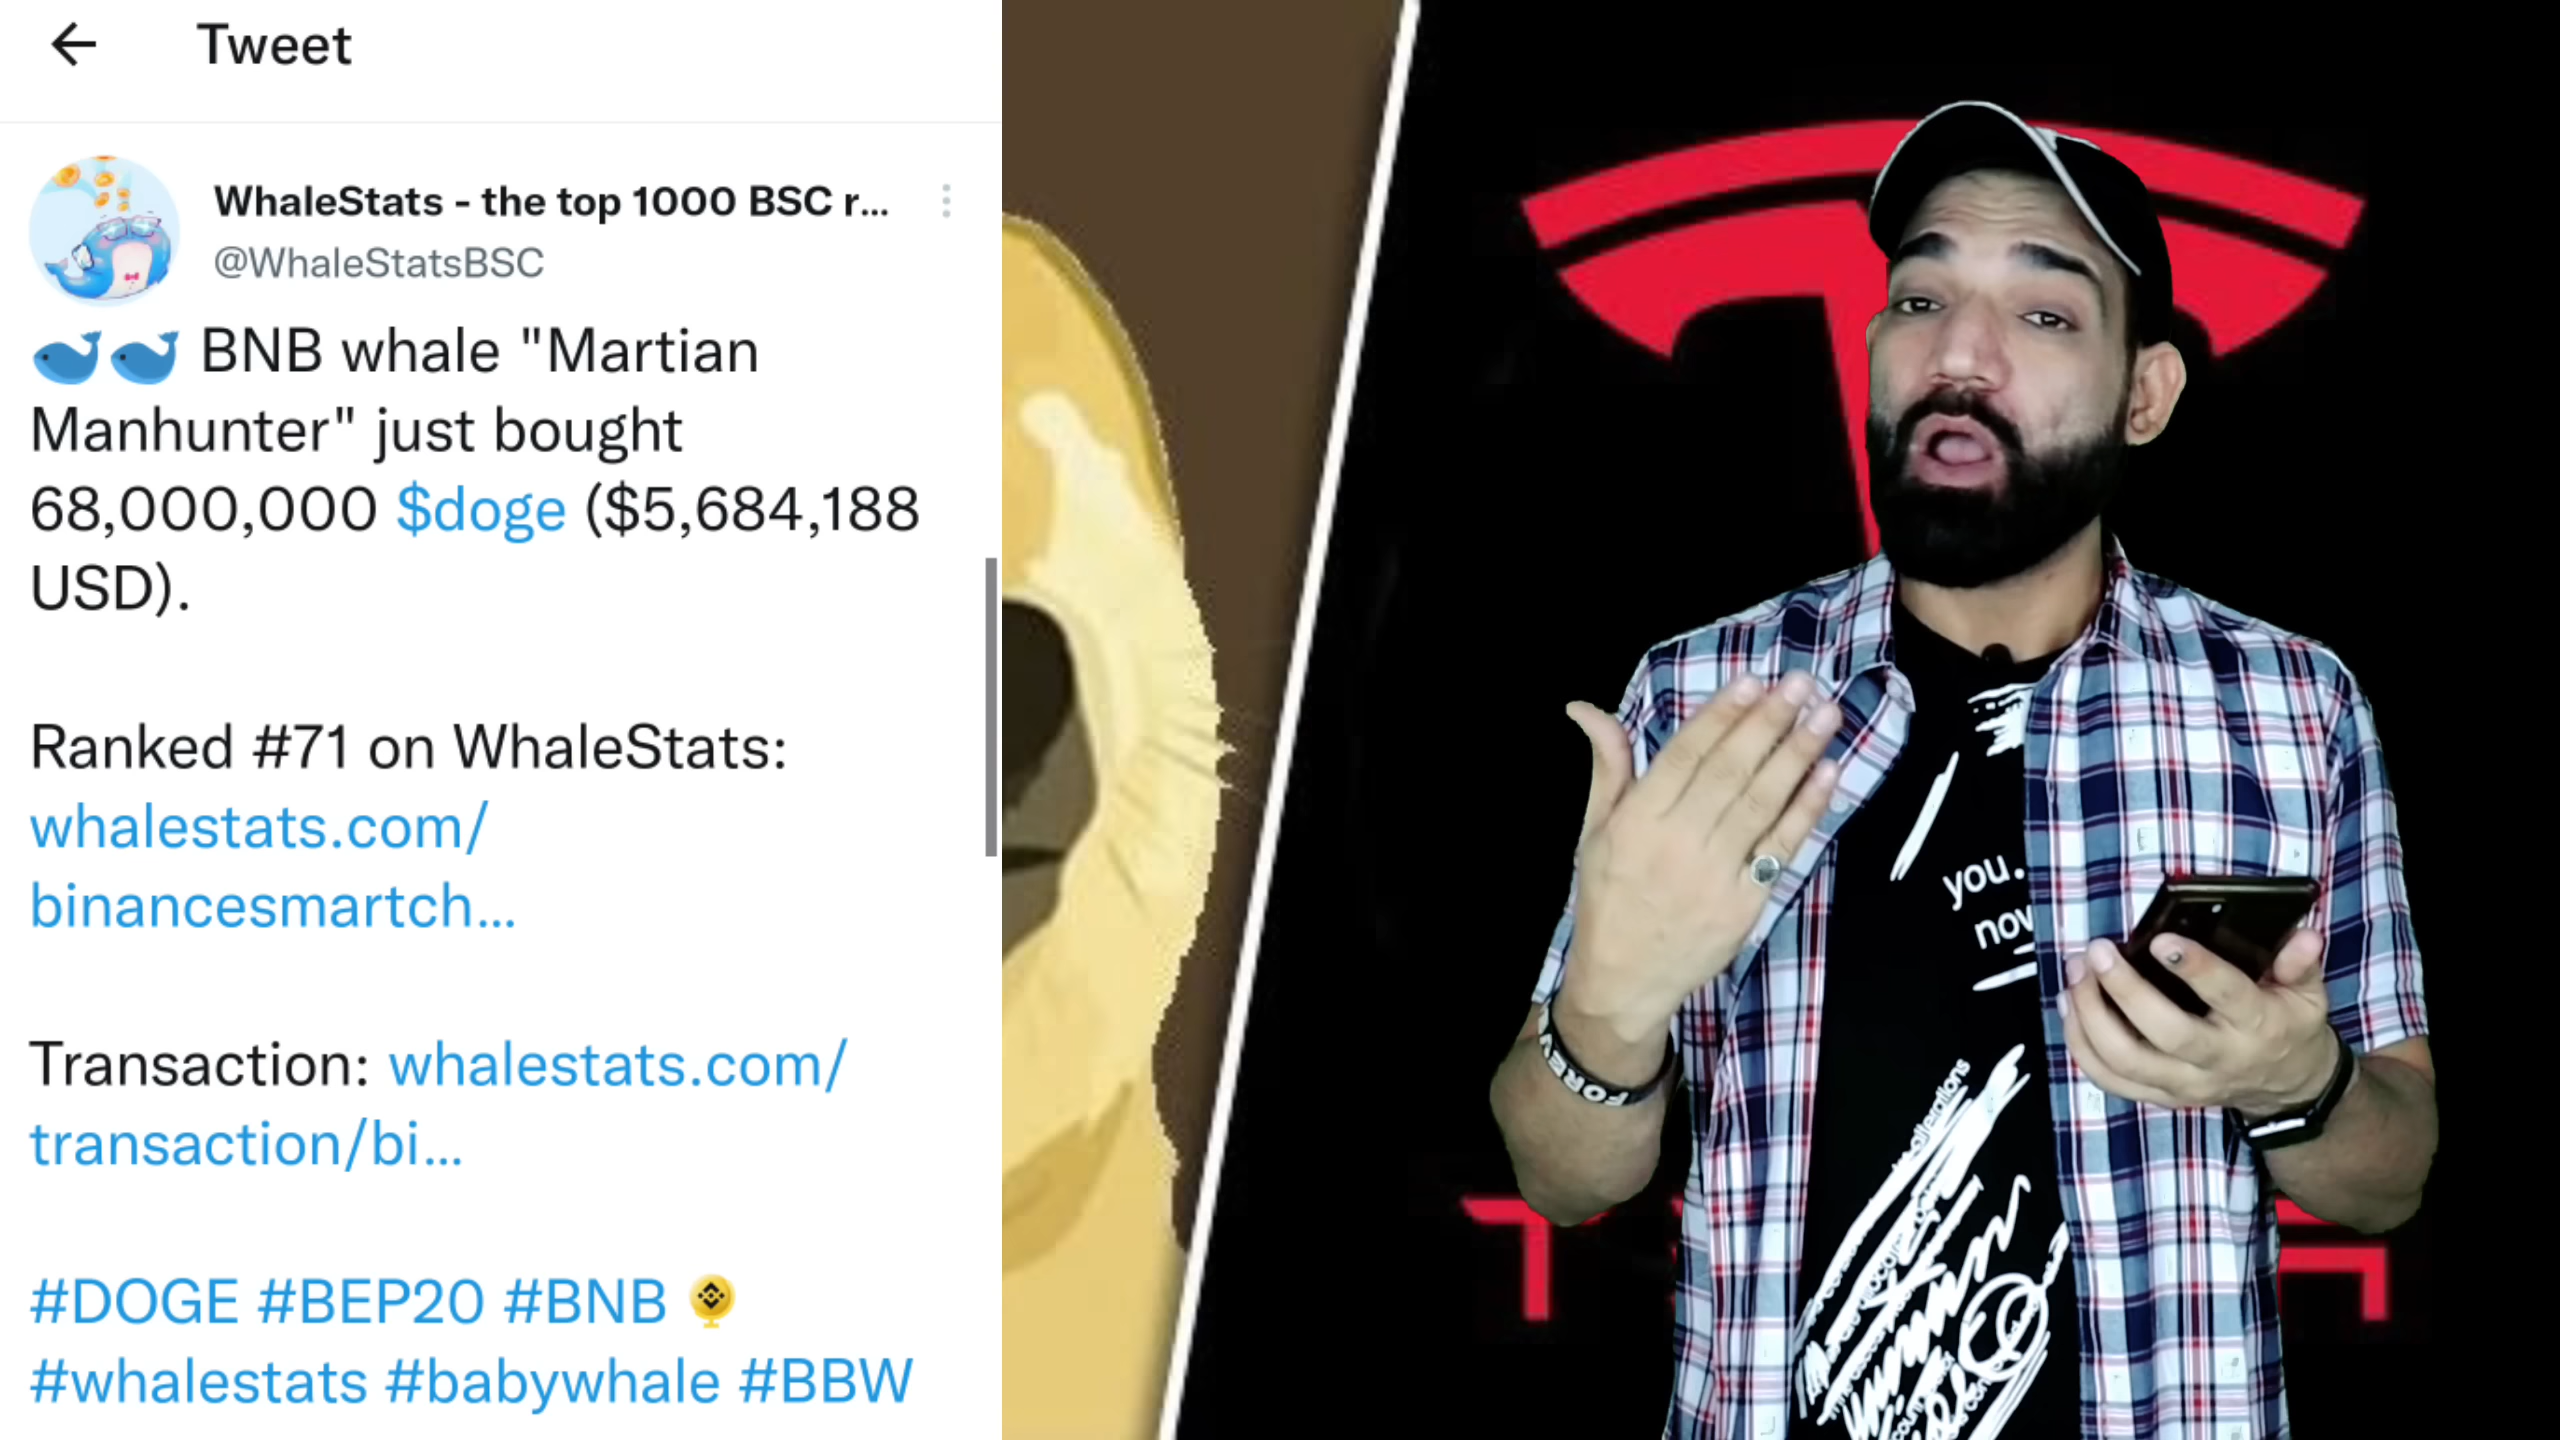 Tweet
WhaleStats - the top 1000 BSC r...
@WhaleStatsBSC
🐳🐳 BNB whale "Martian
Manhunter" just bought
68,000,000 $doge ($5,684,188
USD).
Ranked #71 on WhaleStats:
whalestats.com/
binancesmartch...
Transaction: whalestats.com/
transaction/bi...
#DOGE #BEP20 #BNB
#whalestats #babywhale #BBW
you.
now